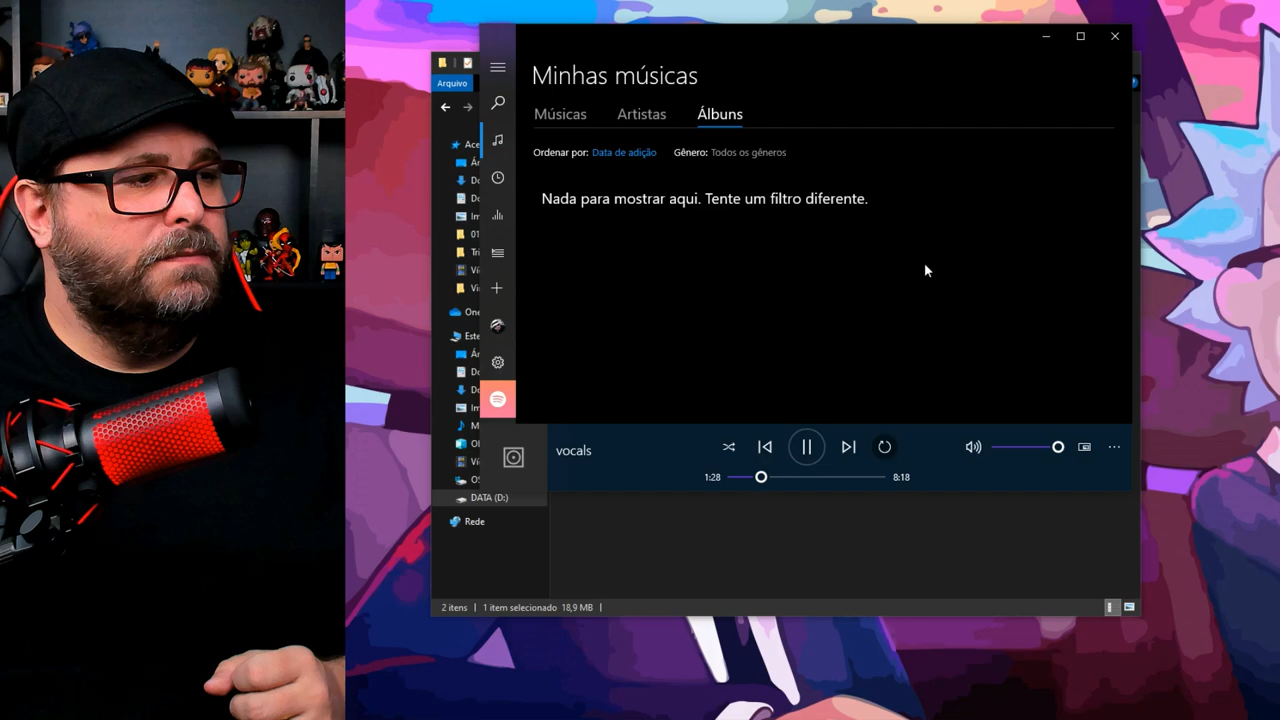 Minhas músicas
Músicas Artistas Álbuns
Ordenar por: Data de adição Gênero: Todos os gêneros
Nada para mostrar aqui. Tente um filtro diferente.
Arquivo
01
DATA (D:)
Rede
vocals
1:28
8:18
2 itens 1 item selecionado 18,9 MB